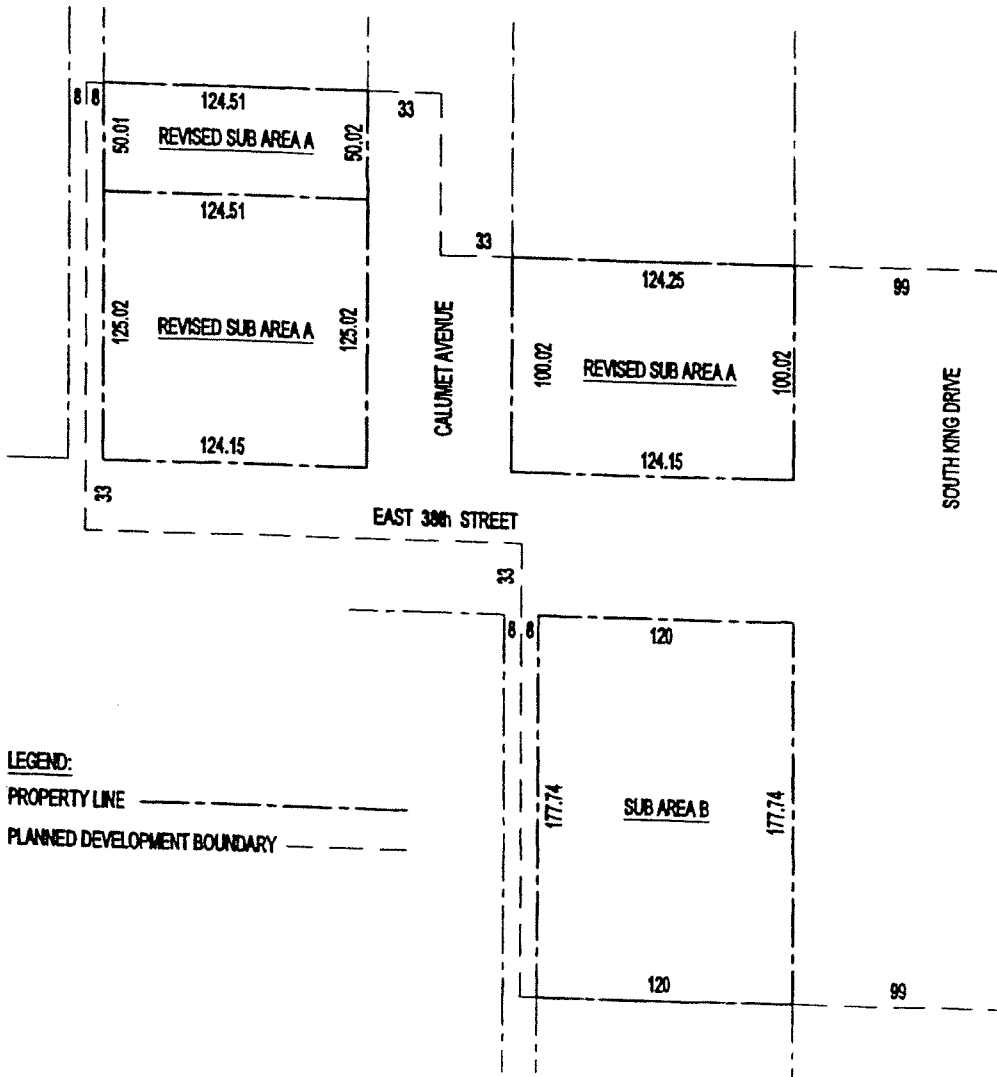 8
8
124.51
33
50.01
REVISED SUB AREA A
50.02
124.51
33
124.25
99
125.02
REVISED SUB AREA A
125.02
CALUMET AVENUE
100.02
REVISED SUB AREA A
100.02
SOUTH KING DRIVE
124.15
124.15
33
EAST 38th STREET
33
8
8
120
LEGEND:
PROPERTY LINE
PLANNED DEVELOPMENT BOUNDARY
177.74
SUB AREA B
177.74
120
99